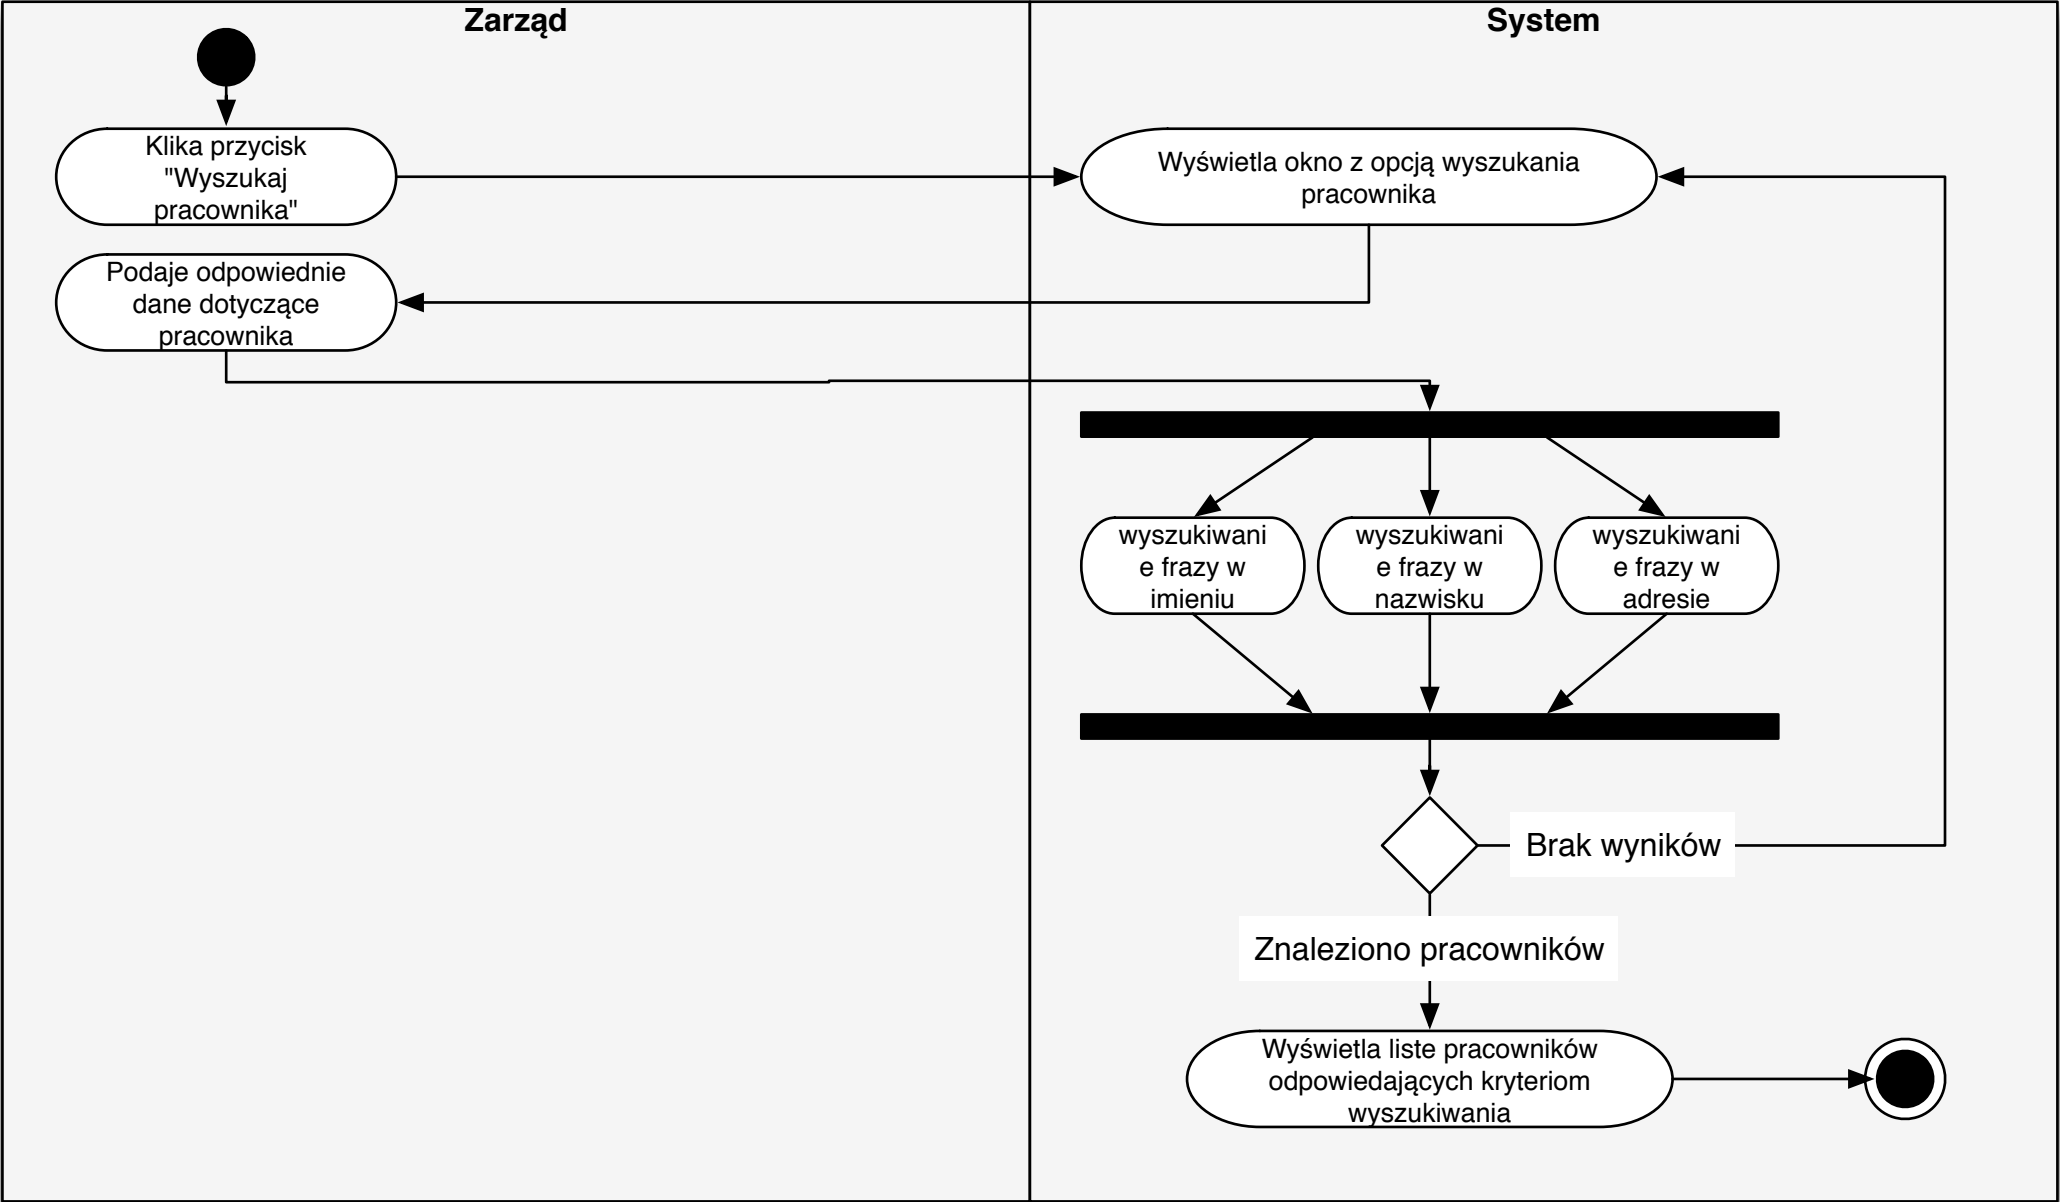 Zarząd
System
Klika przycisk
"Wyszukaj
pracownika"
Wyświetla okno z opcją wyszukania
pracownika
Podaje odpowiednie
dane dotyczące
pracownika
wyszukiwani
e frazy w
imieniu
wyszukiwani
e frazy w
nazwisku
wyszukiwani
e frazy w
adresie
Brak wyników
Znaleziono pracowników
Wyświetla liste pracowników
odpowiedających kryteriom
wyszukiwania